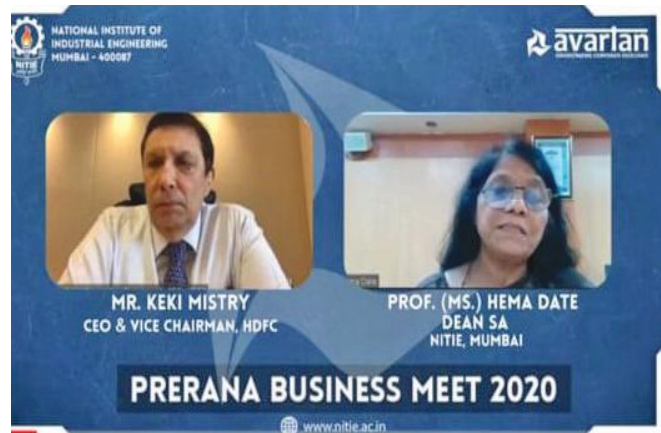 NATIONAL INSTITUTE OF
INDUSTRIAL ENGINEERING
MUMBAI - 400087
NITIE
avartan
MR. KEKI MISTRY
CEO & VICE CHAIRMAN, HDFC
PROF. (MS.) HEMA DATE
DEAN SA
NITIE, MUMBAI
PRERANA BUSINESS MEET 2020
www.nitie.ac.in